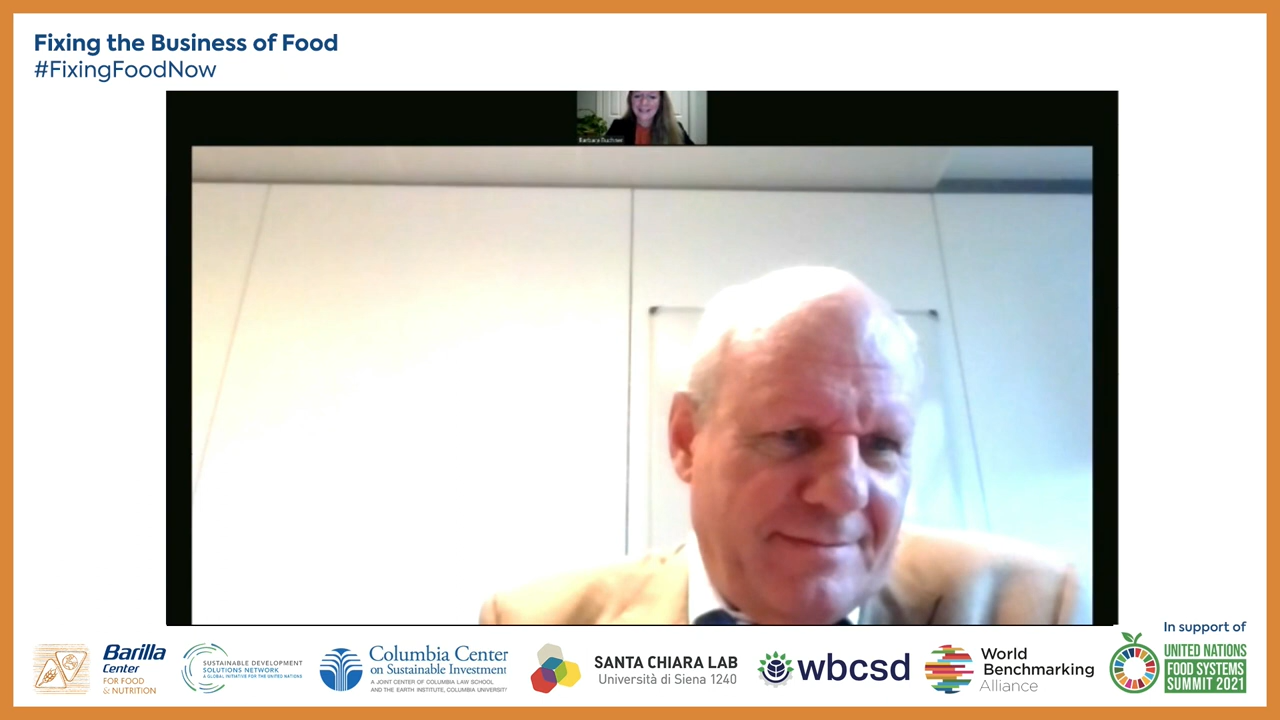 Fixing the Business of Food
#FixingFoodNow
In support of
Barilla
Center
FOR FOOD
& NUTRITION
SUSTAINABLE DEVELOPMENT
SOLUTIONS NETWORK
A GLOBAL INITIATIVE FOR THE UNITED NATIONS
Columbia Center
on Sustainable Investment
A JOINT CENTER OF COLUMBIA LAW SCHOOL
AND THE EARTH INSTITUTE, COLUMBIA UNIVERSITY
SANTA CHIARA LAB
Università di Siena 1240
wbcsd
World
Benchmarking
Alliance
UNITED NATIONS
FOOD SYSTEMS
SUMMIT 2021